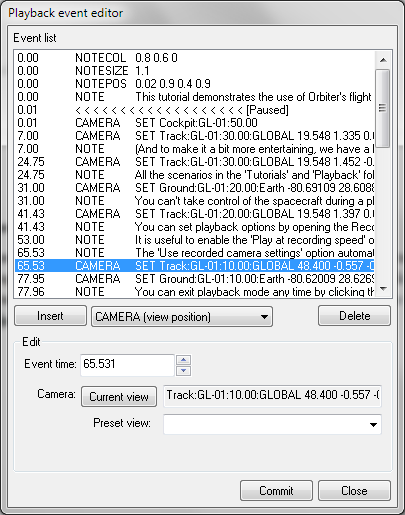 Playback event editor
Event list
0.00 NOTECOL 0.8 0.6 0
0.00 NOTESIZE 1.1
0.00 NOTEPOS 0.02 0.9 0.4 0.9
0.00 NOTE This tutorial demonstrates the use of Orbiter's flight
0.01 < < < < < < < < < < < < < < < < < < < [Paused]
0.01 CAMERA SET Cockpit:GL-01:50.00
7.00 CAMERA SET Track:GL-01:30.00:GLOBAL 19.548 1.335 0.0
7.00 NOTE (And to make it a bit more entertaining, we have a l
24.75 CAMERA SET Track:GL-01:30.00:GLOBAL 19.548 1.452 -0.
24.75 NOTE All the scenarios in the 'Tutorials' and 'Playback' fol
31.00 CAMERA SET Ground:GL-01:20.00:Earth -80.69109 28.6088
31.00 NOTE You can't take control of the spacecraft during a pl
41.43 CAMERA SET Track:GL-01:20.00:GLOBAL 19.548 1.397 0.0
41.43 NOTE You can set playback options by opening the Reco
53.00 NOTE It is useful to enable the 'Play at recording speed' o
65.53 NOTE The 'Use recorded camera settings' option automat
65.53 CAMERA SET Track:GL-01:10.00:GLOBAL 48.400 -0.557 -0
77.95 CAMERA SET Ground:GL-01:60.00:Earth -80.62009 28.6269
77.96 NOTE You can exit playback mode any time by clicking th
Insert CAMERA (view position) Delete
Edit
Event time: 65.531
Camera: Current view Track:GL-01:10.00:GLOBAL 48.400 -0.557 -0
Preset view:
Commit Close